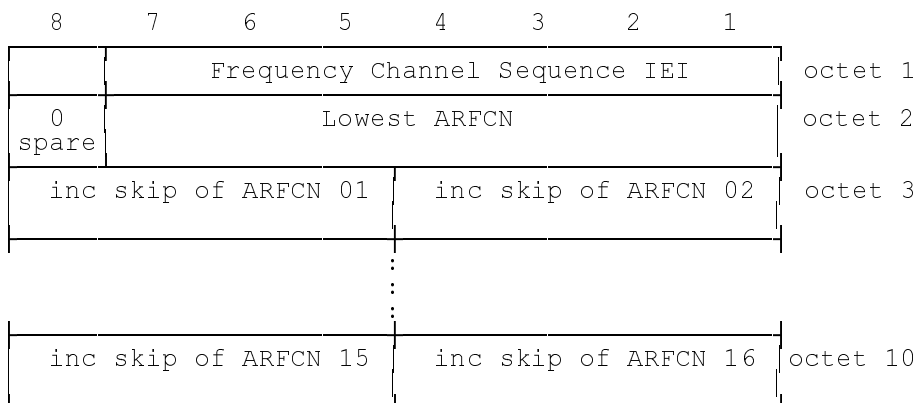 8 7 6 5 4 3 2 1
Frequency Channel Sequence IEI octet 1
0 Lowest ARFCN octet 2
spare
inc skip of ARFCN 01 inc skip of ARFCN 02 octet 3
inc skip of ARFCN 15 inc skip of ARFCN 16 octet 10